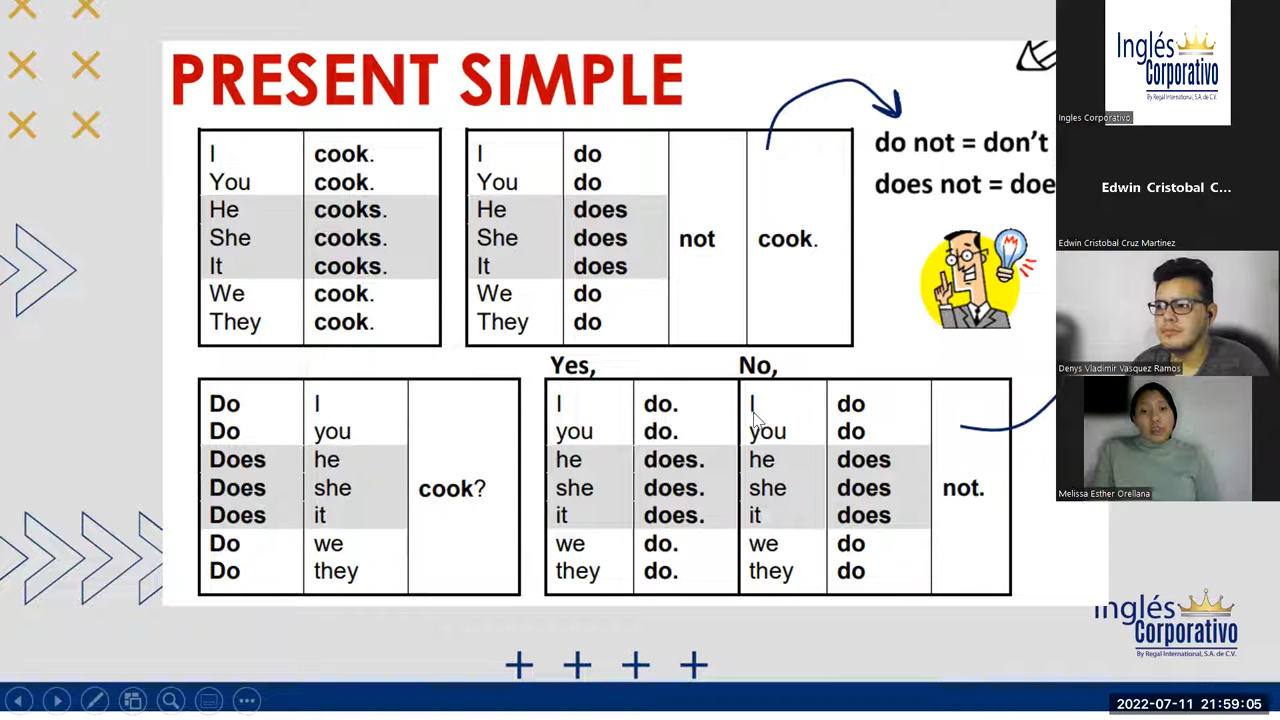 PRESENT SIMPLE
I cook.
You cook.
He cooks.
She cooks.
It cooks.
We cook.
They cook.
I do
You do
He does
She does
It does
We do
They do
not cook.
do not = don't
does not = doe
Yes, No,
Do I
Do you
Does he
Does she
Does it
Do we
Do they
cook?
I do.
you do.
he does.
she does.
it does.
we do.
they do.
I do
you do
he does
she does
it does
we do
they do
not.
Inglés
Corporativo
By Regal International, S.A. de C.V.
Ingles Corporativo
Edwin Cristobal C...
Edwin Cristobal Cruz Martinez
Denys Vladimir Vasquez Ramos
Melissa Esther Orellana
Inglés
Corporativo
By Regal International, S.A. de C.V.
2022-07-11 21:59:05